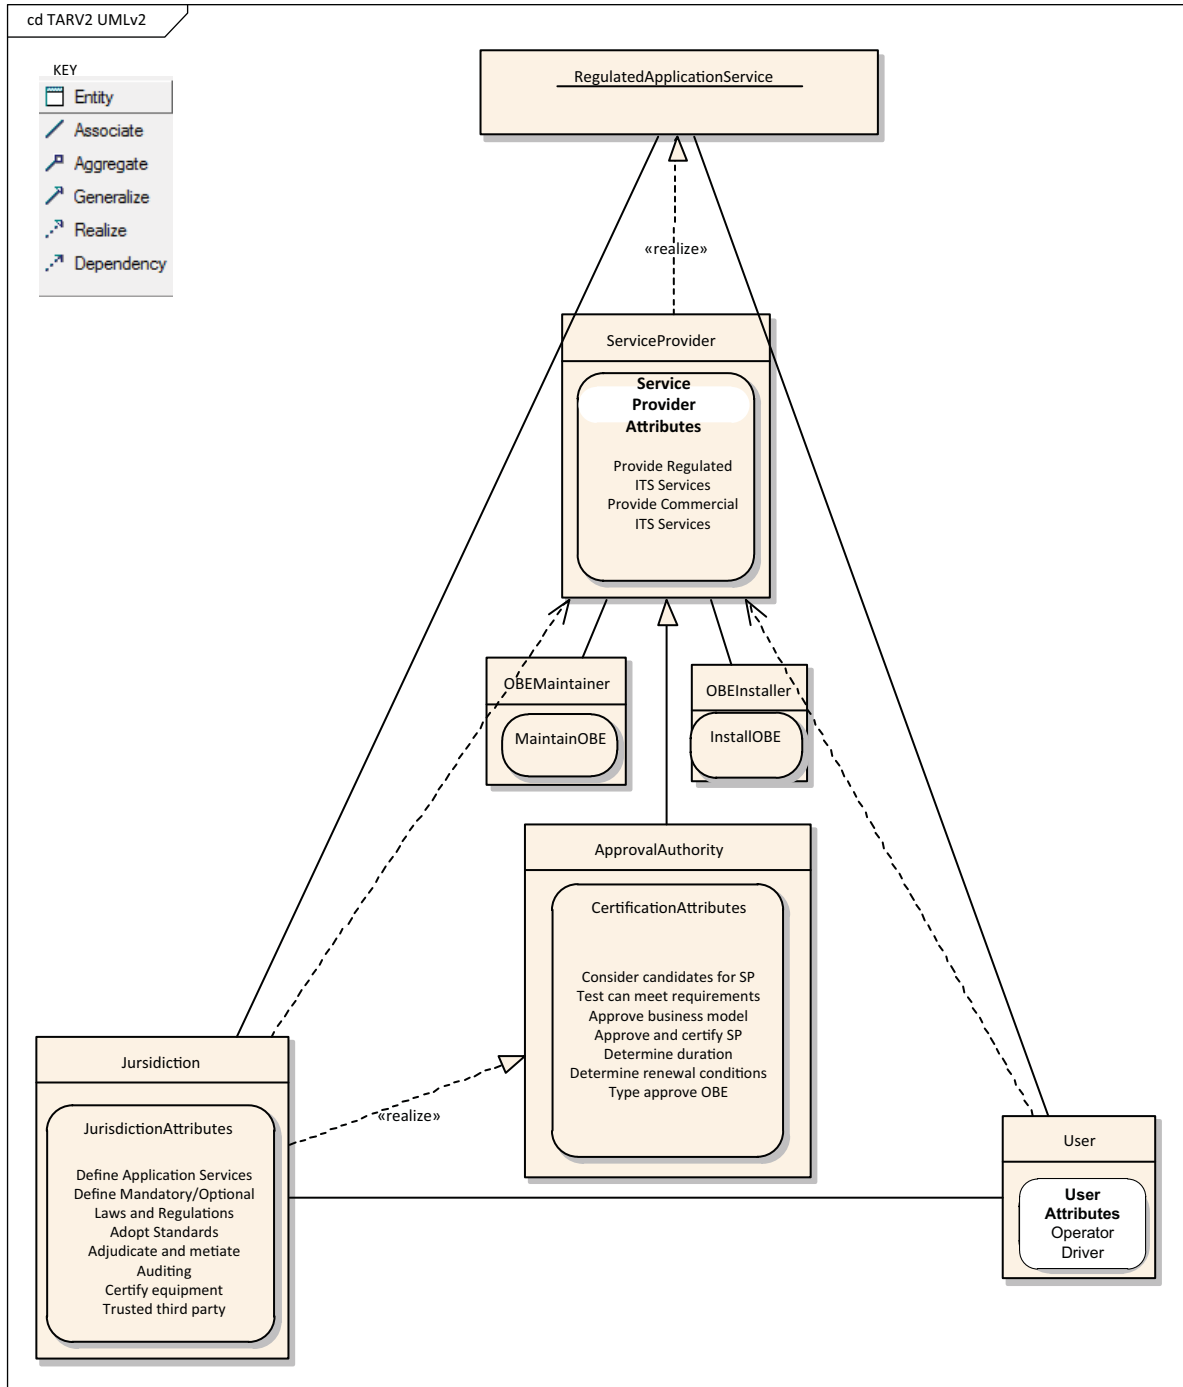 cd TARV2 UMLv2
KEY
Entity
Associate
Aggregate
Generalize
Realize
Dependency
RegulatedApplicationService
«realize»
ServiceProvider
Service
Provider
Attributes
Provide Regulated
ITS Services
Provide Commercial
ITS Services
OBEMaintainer
MaintainOBE
OBEInstaller
InstallOBE
ApprovalAuthority
CertificationAttributes
Consider candidates for SP
Test can meet requirements
Approve business model
Approve and certify SP
Determine duration
Determine renewal conditions
Type approve OBE
«realize»
Jursidiction
JurisdictionAttributes
Define Application Services
Define Mandatory/Optional
Laws and Regulations
Adopt Standards
Adjudicate and metiate
Auditing
Certify equipment
Trusted third party
User
User
Attributes
Operator
Driver